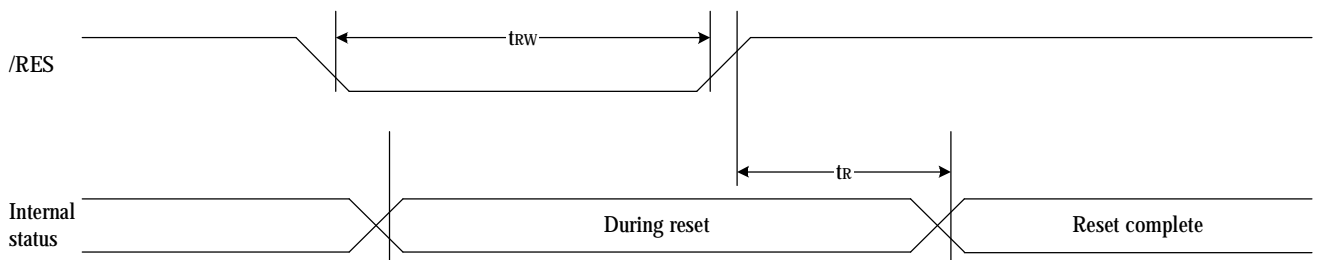 /RES
tRW
tR
Internal
status
During reset
Reset complete